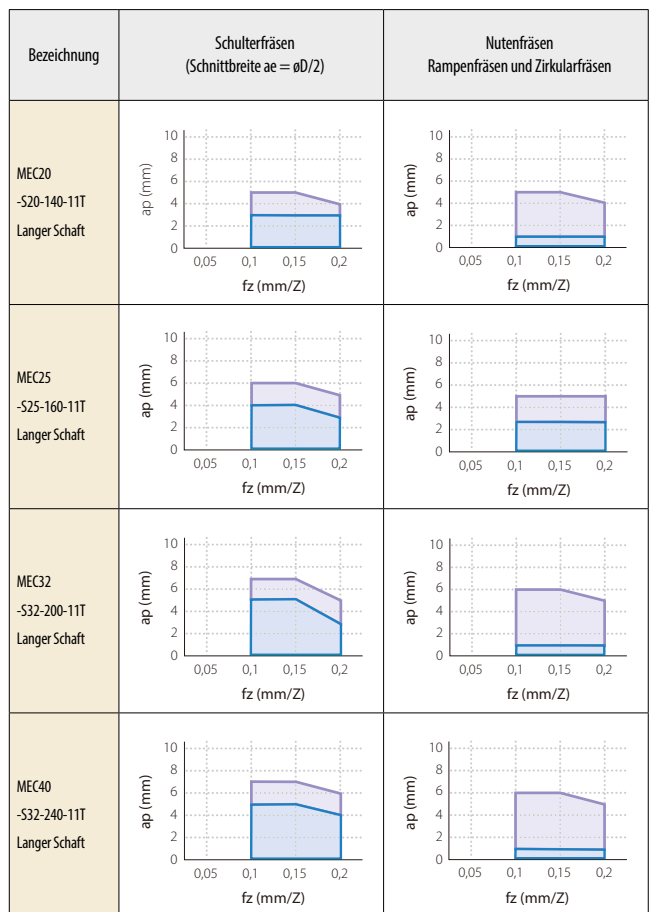 Bezeichnung
Schulterfräsen
(Schnittbreite ae = øD/2)
Nutenfräsen
Rampenfräsen und Zirkularfräsen
MEC20
-S20-140-11T
Langer Schaft
ap (mm)
10
8
6
4
2
0
0,05 0,1 0,15 0,2
fz (mm/Z)
ap (mm)
10
8
6
4
2
0
0,05 0,1 0,15 0,2
fz (mm/Z)
MEC25
-S25-160-11T
Langer Schaft
ap (mm)
10
8
6
4
2
0
0,05 0,1 0,15 0,2
fz (mm/Z)
ap (mm)
10
8
6
4
2
0
0,05 0,1 0,15 0,2
fz (mm/Z)
MEC32
-S32-200-11T
Langer Schaft
ap (mm)
10
8
6
4
2
0
0,05 0,1 0,15 0,2
fz (mm/Z)
ap (mm)
10
8
6
4
2
0
0,05 0,1 0,15 0,2
fz (mm/Z)
MEC40
-S32-240-11T
Langer Schaft
ap (mm)
10
8
6
4
2
0
0,05 0,1 0,15 0,2
fz (mm/Z)
ap (mm)
10
8
6
4
2
0
0,05 0,1 0,15 0,2
fz (mm/Z)